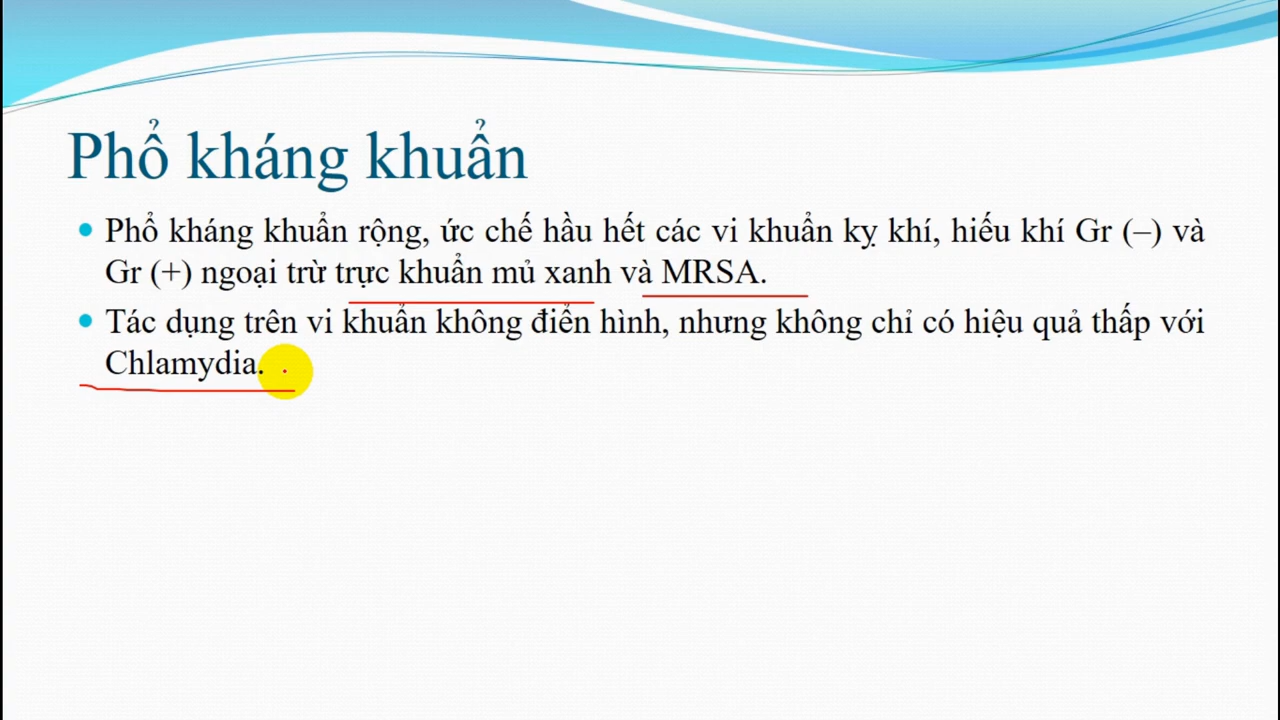 Phổ kháng khuẩn
Phổ kháng khuẩn rộng, ức chế hầu hết các vi khuẩn kỵ khí, hiếu khí Gr (–) và
Gr (+) ngoại trừ trực khuẩn mủ xanh và MRSA.
Tác dụng trên vi khuẩn không điển hình, nhưng không chỉ có hiệu quả thấp với
Chlamydia.